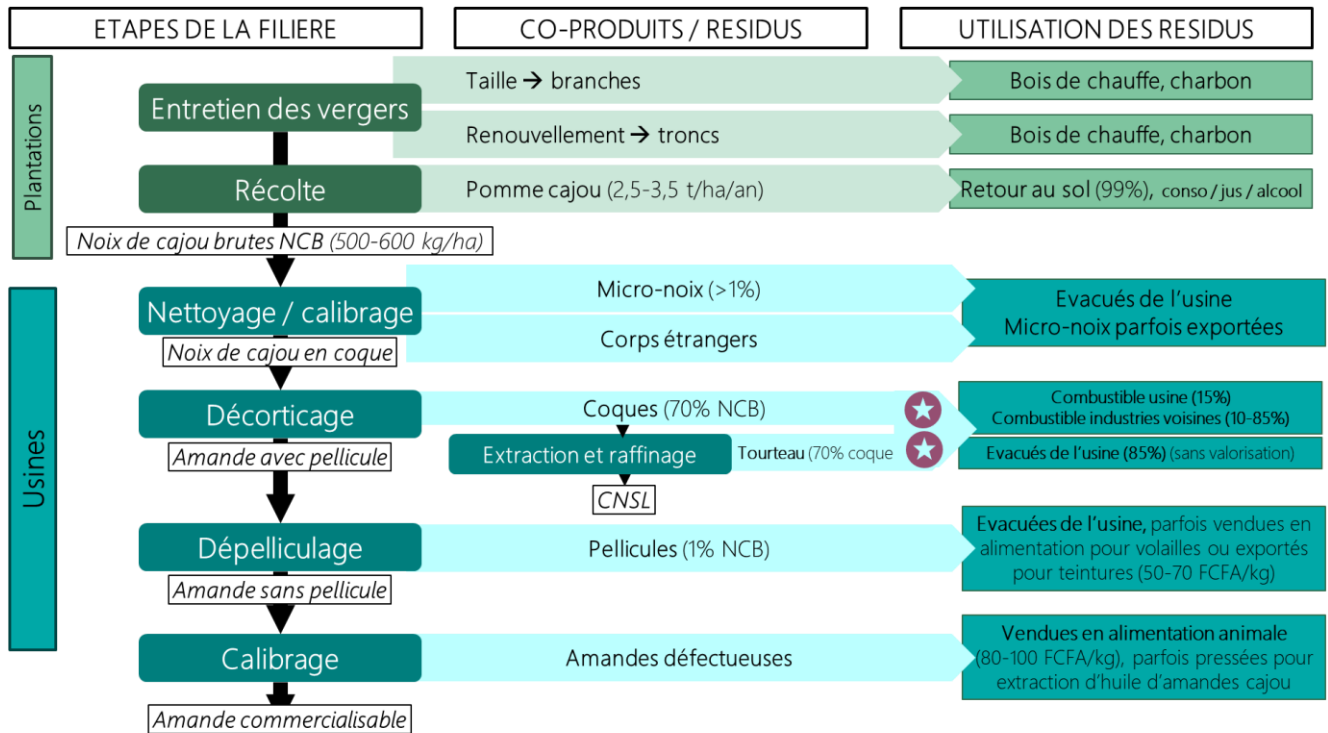 ETAPES DE LA FILIERE
CO-PRODUITS / RESIDUS
UTILISATION DES RESIDUS
Plantations
Entretien des vergers
Taille → branches
Bois de chauffe, charbon
Renouvellement → troncs
Bois de chauffe, charbon
Récolte
Pomme cajou (2,5-3,5 t/ha/an)
Retour au sol (99%), conso / jus / alcool
Noix de cajou brutes NCB (500-600 kg/ha)
Usines
Nettoyage / calibrage
Micro-noix (>1%)
Corps étrangers
Evacués de l'usine
Micro-noix parfois exportées
Noix de cajou en coque
Décorticage
Coques (70% NCB)
Combustible usine (15%)
Combustible industries voisines (10-85%)
Amande avec pellicule
Extraction et raffinage
Tourteau (70% coque
Evacués de l'usine (85%) (sans valorisation)
CNSL
Dépelliculage
Pellicules (1% NCB)
Evacuées de l'usine, parfois vendues en
alimentation pour volailles ou exportés
pour teintures (50-70 FCFA/kg)
Amande sans pellicule
Calibrage
Amandes défectueuses
Vendues en alimentation animale
(80-100 FCFA/kg), parfois pressées pour
extraction d'huile d'amandes cajou
Amande commercialisable